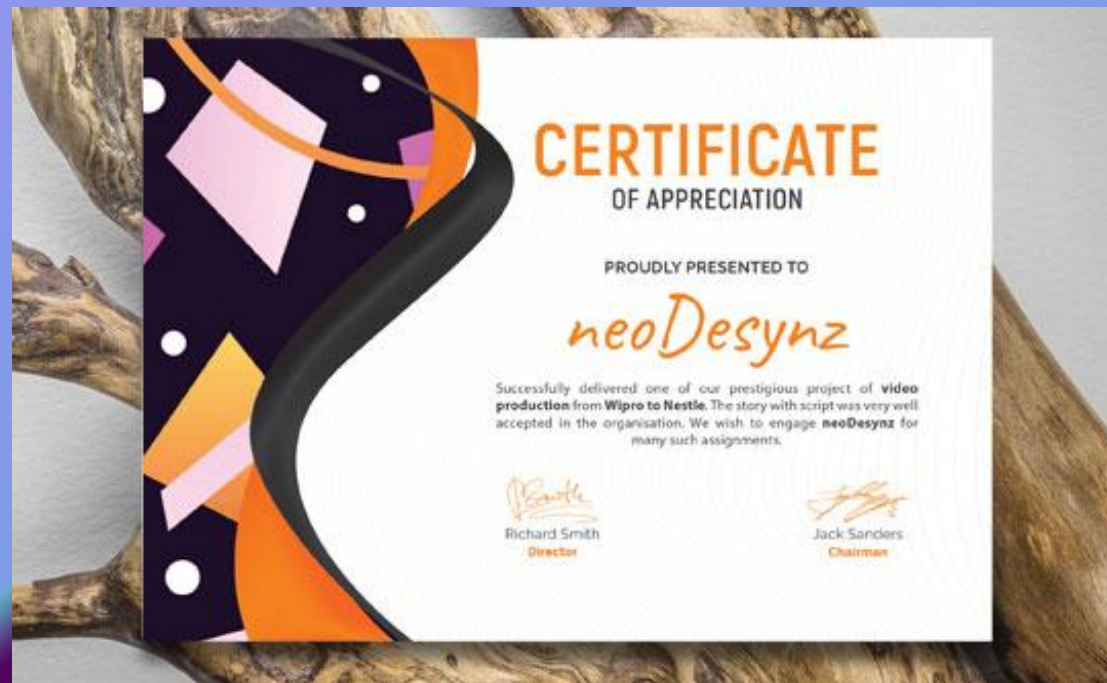 CERTIFICATE
OF APPRECIATION
PROUDLY PRESENTED TO
neoDesynz
Successfully delivered one of our prestigious project of video
production from Wipro to Nestle. The story with script was very well
accepted in the organisation. We wish to engage neoDesynz for
many such assignments.
Richard Smith
Director
Jack Sanders
Chairman